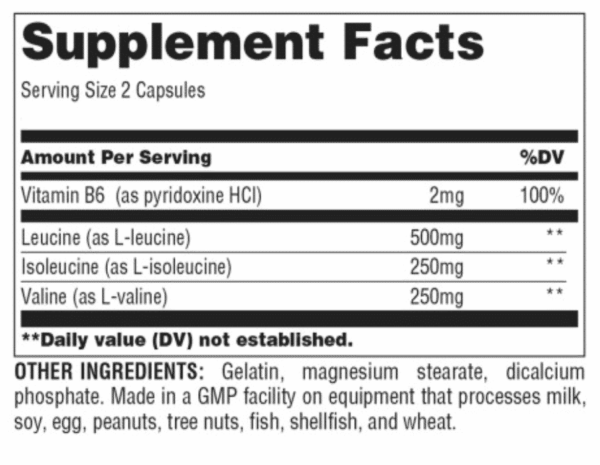 Supplement Facts
Serving Size 2 Capsules
Amount Per Serving %DV
Vitamin B6 (as pyridoxine HCl) 2mg 100%
Leucine (as L-leucine) 500mg **
Isoleucine (as L-isoleucine) 250mg **
Valine (as L-valine) 250mg **
**Daily value (DV) not established.
OTHER INGREDIENTS: Gelatin, magnesium stearate, dicalcium
phosphate. Made in a GMP facility on equipment that processes milk,
soy, egg, peanuts, tree nuts, fish, shellfish, and wheat.